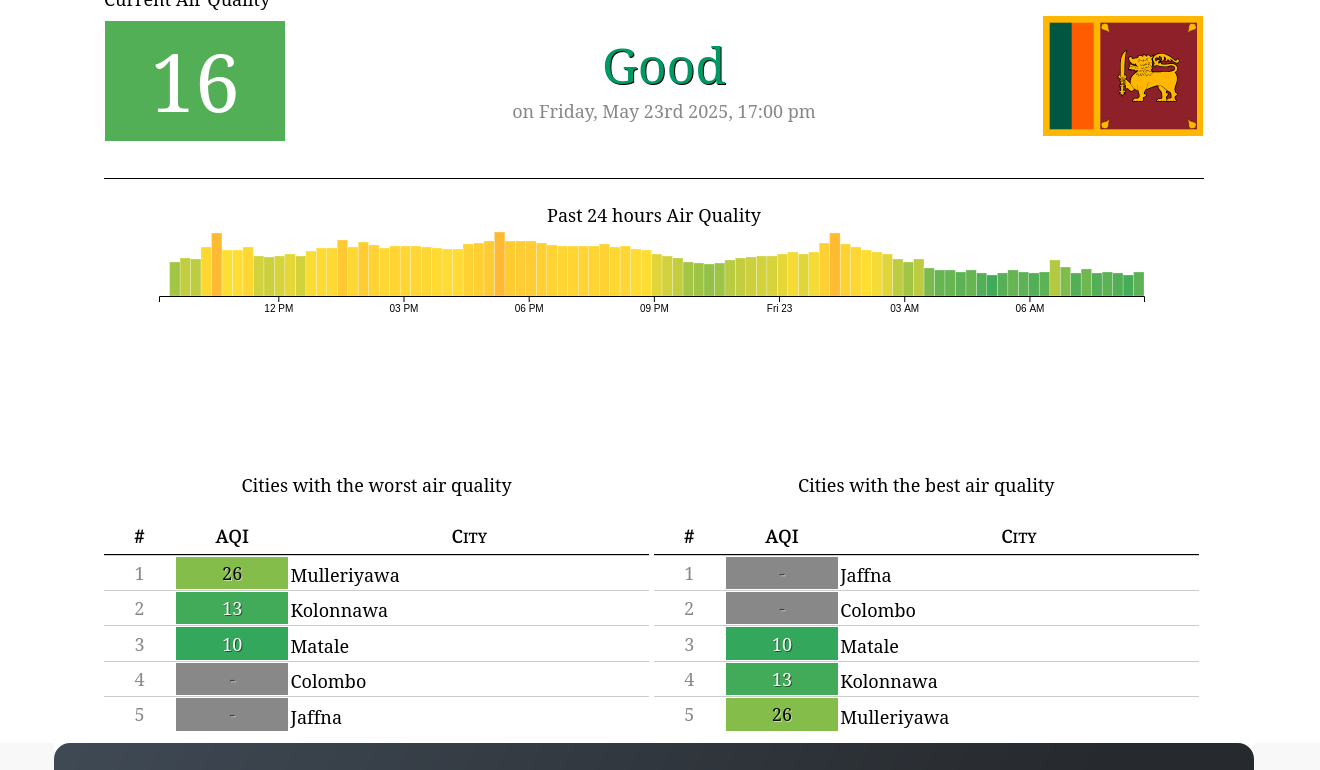 Current Air Quality
16
Good
on Friday, May 23rd 2025, 17:00 pm
Past 24 hours Air Quality
12 PM 03 PM 06 PM 09 PM Fri 23 03 AM 06 AM
Cities with the worst air quality
# AQI City
1 26 Mulleriyawa
2 13 Kolonnawa
3 10 Matale
4 - Colombo
5 - Jaffna
Cities with the best air quality
# AQI City
1 - Jaffna
2 - Colombo
3 10 Matale
4 13 Kolonnawa
5 26 Mulleriyawa